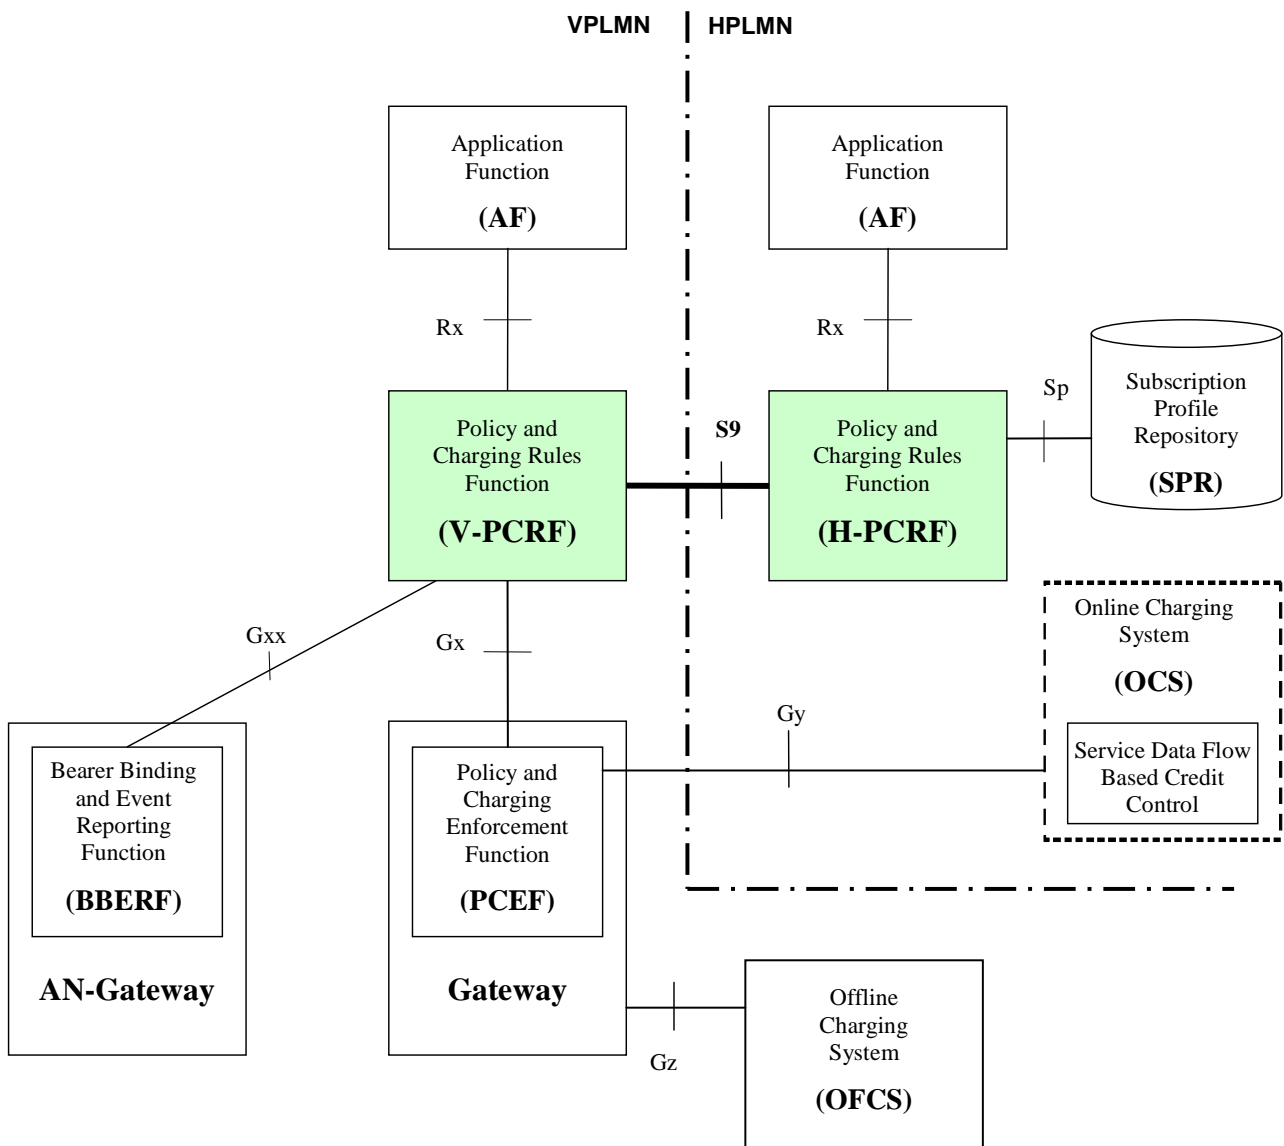 VPLMN
HPLMN
Application
Function
(AF)
Application
Function
(AF)
Rx
Rx
Policy and
Charging Rules
Function
(V-PCRF)
S9
Policy and
Charging Rules
Function
(H-PCRF)
Sp
Subscription
Profile
Repository
(SPR)
Gxx
Gx
Online Charging
System
(OCS)
Service Data Flow
Based Credit
Control
Gy
Bearer Binding
and Event
Reporting
Function
(BBERF)
AN-Gateway
Policy and
Charging
Enforcement
Function
(PCEF)
Gateway
Gz
Offline
Charging
System
(OFCS)